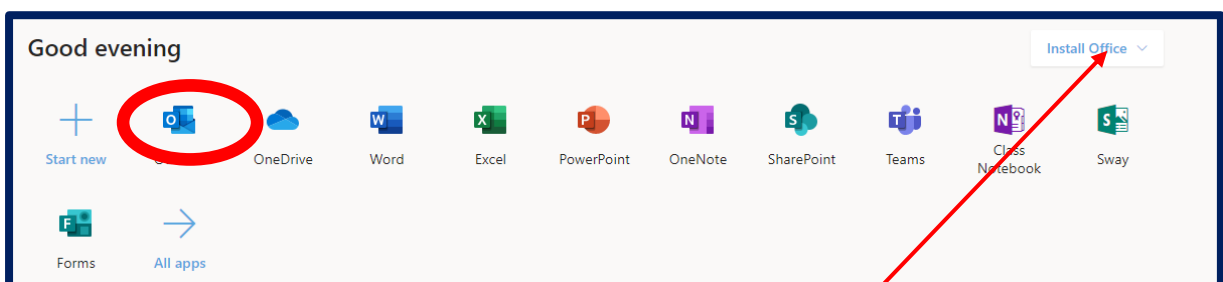 Good evening
Install Office
Start new
OneDrive
Word
Excel
PowerPoint
OneNote
SharePoint
Teams
Class
Notebook
Sway
Forms
All apps